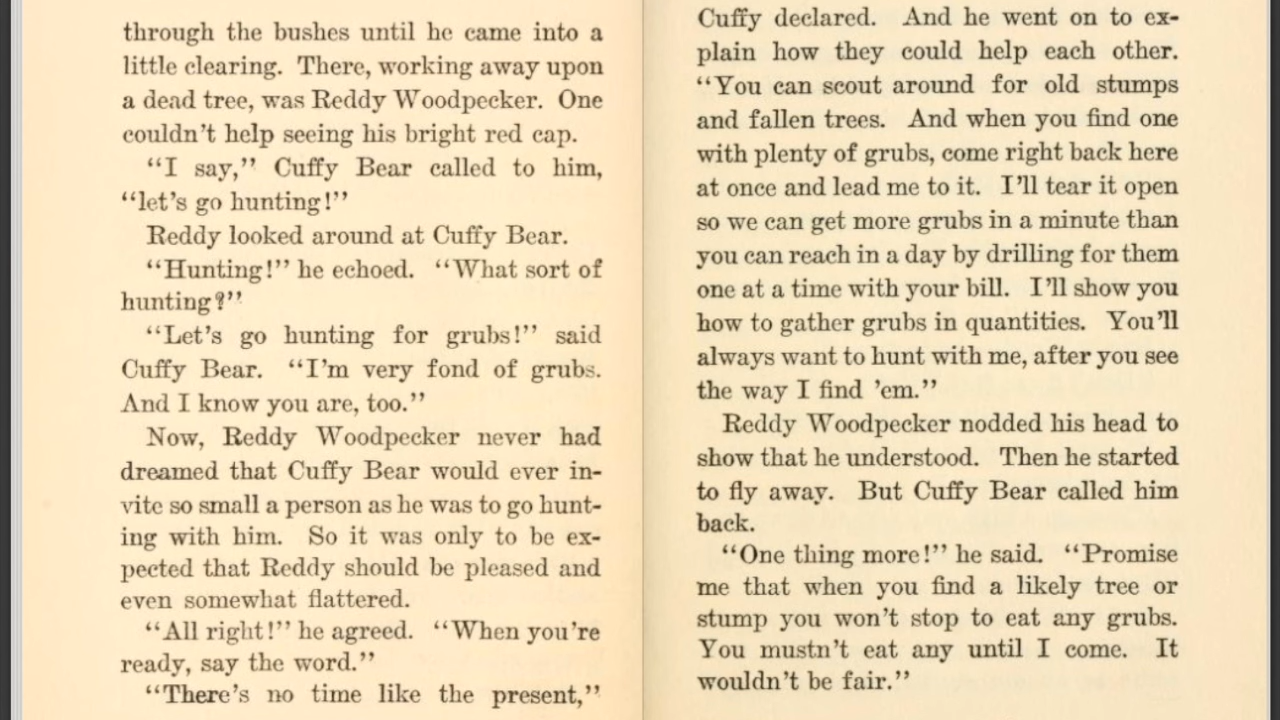 through the bushes until he came into a
little clearing. There, working away upon
a dead tree, was Reddy Woodpecker. One
couldn't help seeing his bright red cap.
"I say," Cuffy Bear called to him,
"let's go hunting!"
Reddy looked around at Cuffy Bear.
"Hunting!" he echoed. "What sort of
hunting?"
"Let's go hunting for grubs!" said
Cuffy Bear. "I'm very fond of grubs.
And I know you are, too."
Now, Reddy Woodpecker never had
dreamed that Cuffy Bear would ever in-
vite so small a person as he was to go hunt-
ing with him. So it was only to be ex-
pected that Reddy should be pleased and
even somewhat flattered.
"All right!" he agreed. "When you're
ready, say the word."
"There's no time like the present,"
Cuffy declared. And he went on to ex-
plain how they could help each other.
"You can scout around for old stumps
and fallen trees. And when you find one
with plenty of grubs, come right back here
at once and lead me to it. I'll tear it open
so we can get more grubs in a minute than
you can reach in a day by drilling for them
one at a time with your bill. I'll show you
how to gather grubs in quantities. You'll
always want to hunt with me, after you see
the way I find 'em."
Reddy Woodpecker nodded his head to
show that he understood. Then he started
to fly away. But Cuffy Bear called him
back.
"One thing more!" he said. "Promise
me that when you find a likely tree or
stump you won't stop to eat any grubs.
You mustn't eat any until I come. It
wouldn't be fair."